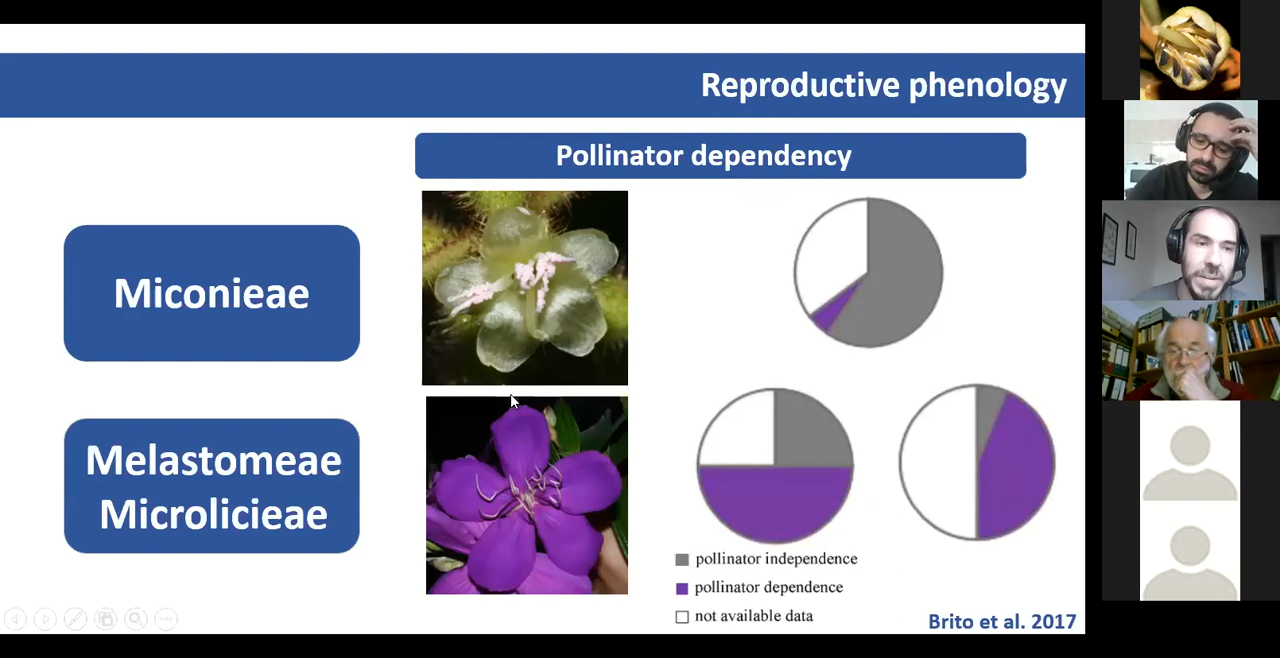 Reproductive phenology
Pollinator dependency
Miconieae
Melastomeae
Microlicieae
pollinator independence
pollinator dependence
not available data
Brito et al. 2017